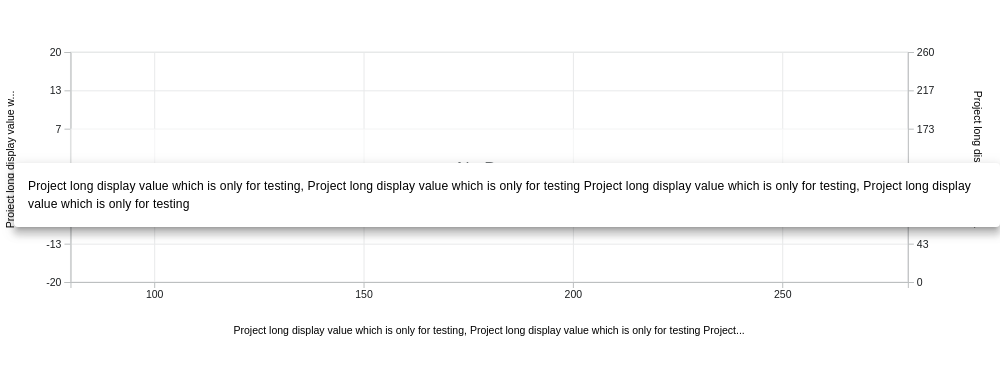 20
260
13
217
7
173
Project long display value w...
Project long dis
Project long display value which is only for testing, Project long display value which is only for testing Project long display value which is only for testing, Project long display
value which is only for testing
-13
43
-20
0
100
150
200
250
Project long display value which is only for testing, Project long display value which is only for testing Project...